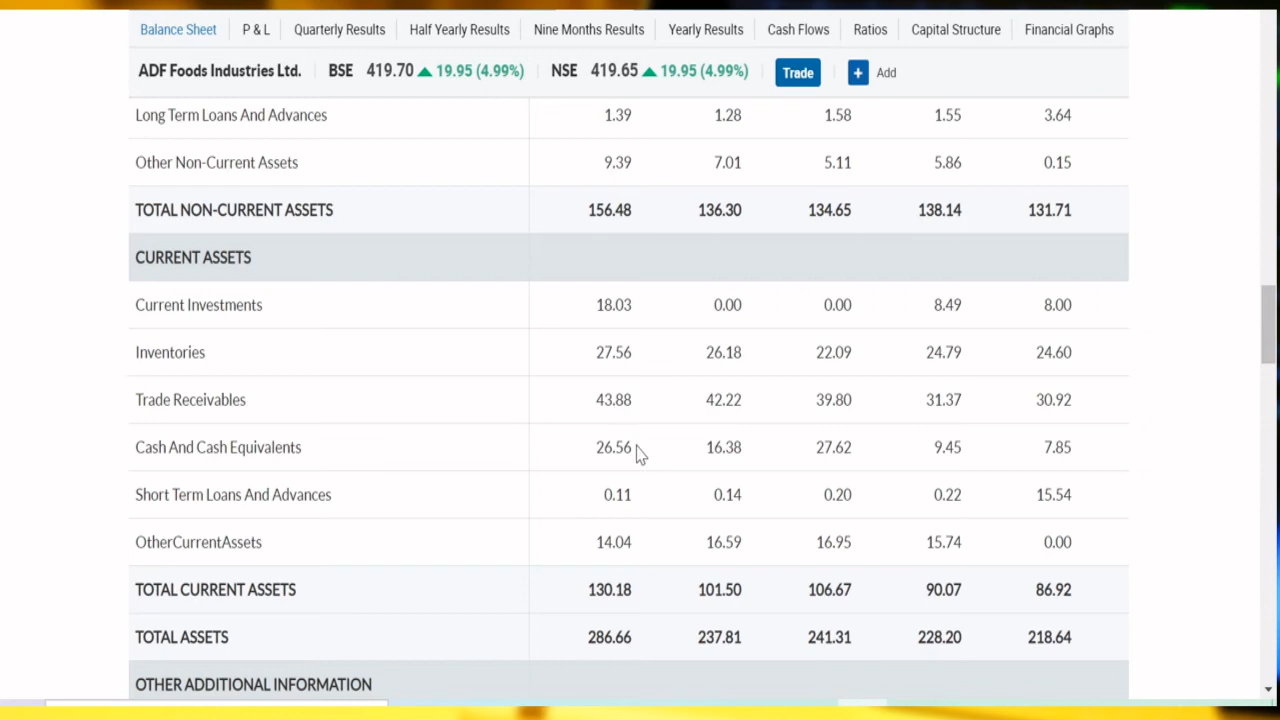 Balance Sheet P & L Quarterly Results Half Yearly Results Nine Months Results Yearly Results Cash Flows Ratios Capital Structure Financial Graphs
ADF Foods Industries Ltd. BSE 419.70 19.95 (4.99%) NSE 419.65 19.95 (4.99%) Trade + Add
Long Term Loans And Advances 1.39 1.28 1.58 1.55 3.64
Other Non-Current Assets 9.39 7.01 5.11 5.86 0.15
TOTAL NON-CURRENT ASSETS 156.48 136.30 134.65 138.14 131.71
CURRENT ASSETS
Current Investments 18.03 0.00 0.00 8.49 8.00
Inventories 27.56 26.18 22.09 24.79 24.60
Trade Receivables 43.88 42.22 39.80 31.37 30.92
Cash And Cash Equivalents 26.56 16.38 27.62 9.45 7.85
Short Term Loans And Advances 0.11 0.14 0.20 0.22 15.54
OtherCurrentAssets 14.04 16.59 16.95 15.74 0.00
TOTAL CURRENT ASSETS 130.18 101.50 106.67 90.07 86.92
TOTAL ASSETS 286.66 237.81 241.31 228.20 218.64
OTHER ADDITIONAL INFORMATION